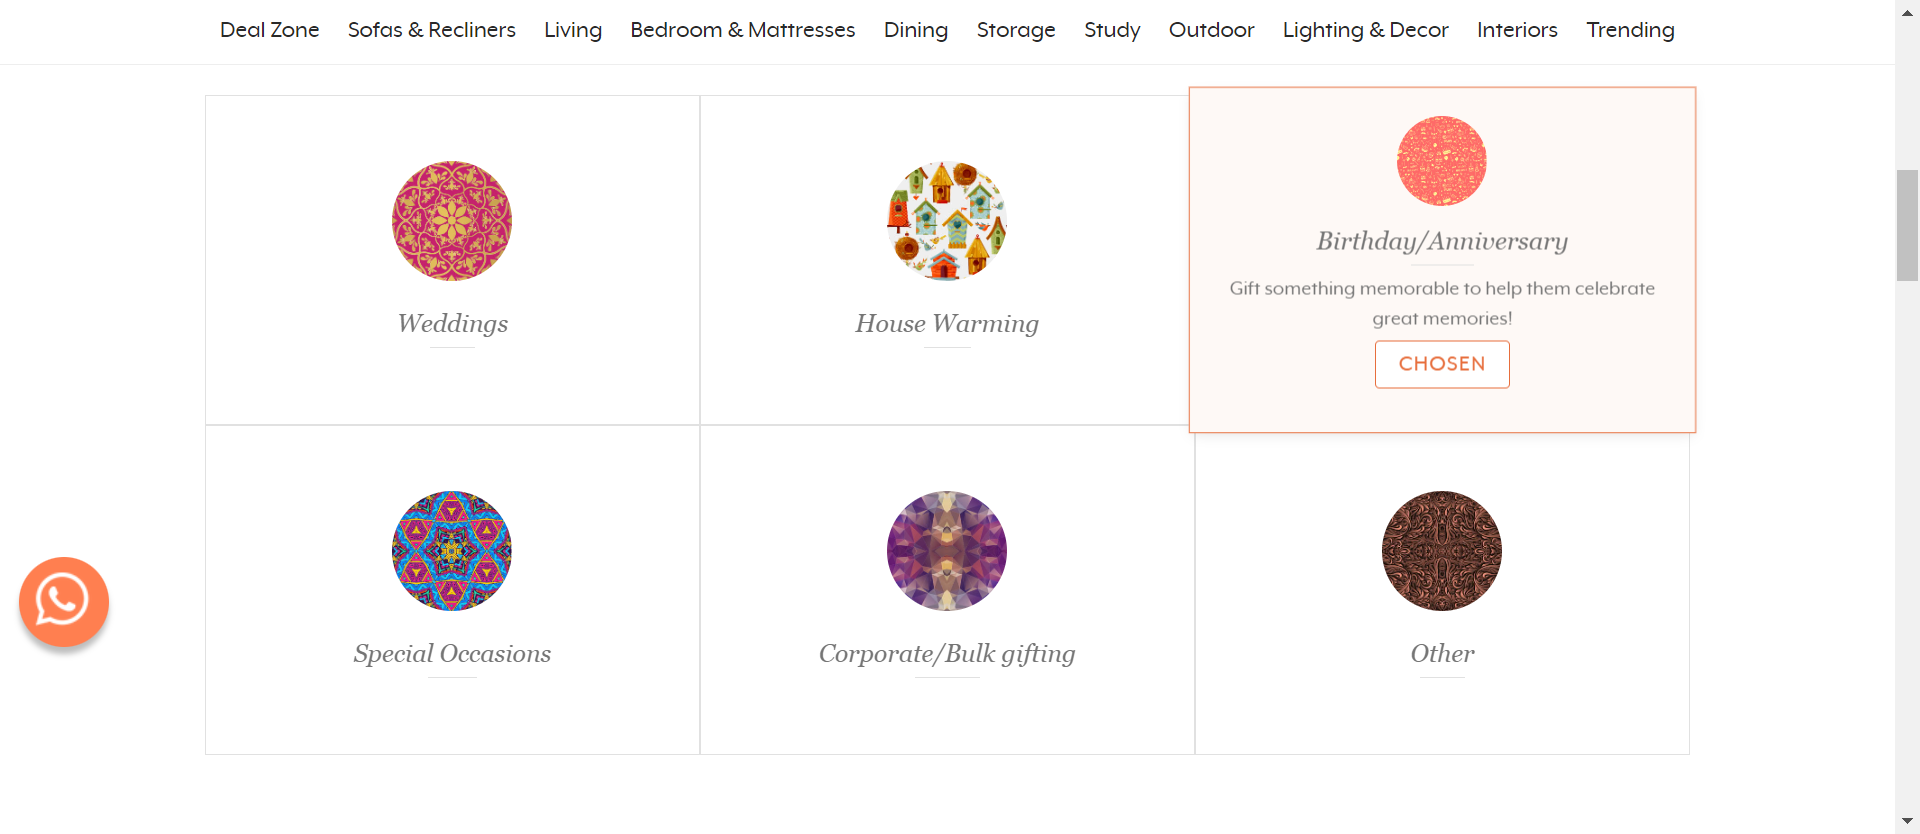 Deal Zone Sofas & Recliners Living Bedroom & Mattresses Dining Storage Study Outdoor Lighting & Decor Interiors Trending
Weddings
House Warming
Birthday/Anniversary
Gift something memorable to help them celebrate
great memories!
CHOSEN
Special Occasions
Corporate/Bulk gifting
Other